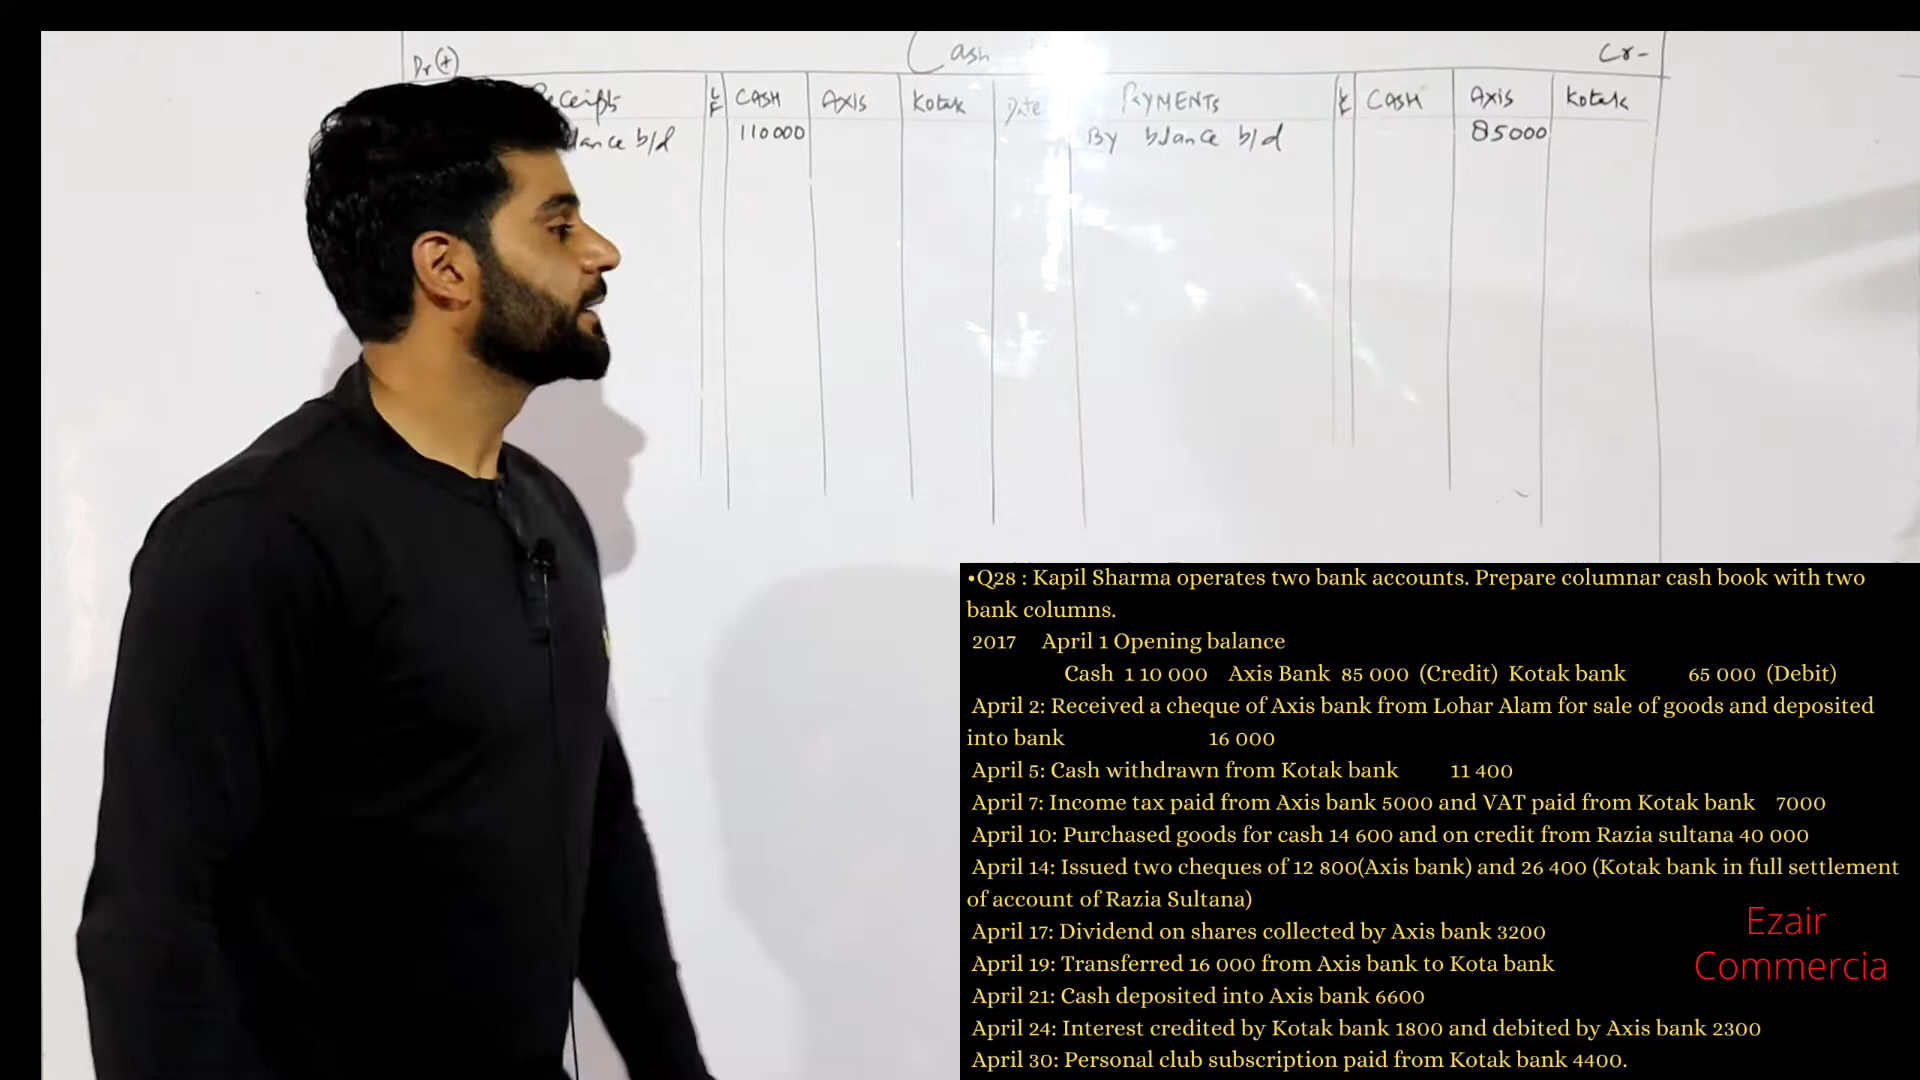 Cash
Dr (+)
Cr -
Receipts LF CASH AXIS Kotak Date PAYMENTS LF CASH AXIS Kotak
lance b/d 110000 By blance b/d 85000
•Q28 : Kapil Sharma operates two bank accounts. Prepare columnar cash book with two
bank columns.
2017 April 1 Opening balance
Cash 1 10 000 Axis Bank 85 000 (Credit) Kotak bank 65 000 (Debit)
April 2: Received a cheque of Axis bank from Lohar Alam for sale of goods and deposited
into bank 16 000
April 5: Cash withdrawn from Kotak bank 11 400
April 7: Income tax paid from Axis bank 5000 and VAT paid from Kotak bank 7000
April 10: Purchased goods for cash 14 600 and on credit from Razia sultana 40 000
April 14: Issued two cheques of 12 800(Axis bank) and 26 400 (Kotak bank in full settlement
of account of Razia Sultana)
April 17: Dividend on shares collected by Axis bank 3200
April 19: Transferred 16 000 from Axis bank to Kota bank
April 21: Cash deposited into Axis bank 6600
April 24: Interest credited by Kotak bank 1800 and debited by Axis bank 2300
April 30: Personal club subscription paid from Kotak bank 4400.
Ezair
Commercia